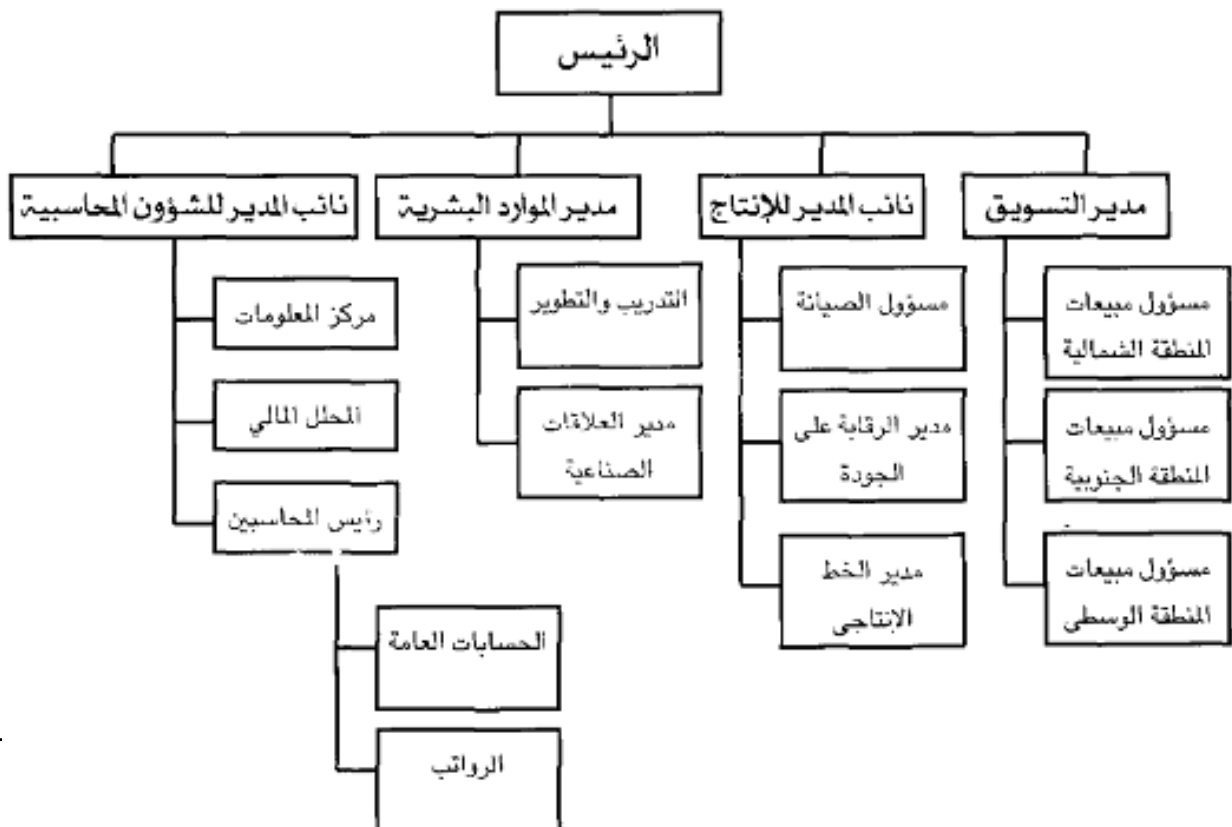 الرئيس
مدير التسويق
نائب المدير للإنتاج
مدير الموارد البشرية
نائب المدير للشؤون المحاسبية
مسؤول مبيعات
المنطقة الشمالية
مسؤول مبيعات
المنطقة الجنوبية
مسؤول مبيعات
المنطقة الوسطى
مسؤول الصيانة
مدير الرقابة على
الجودة
مدير الخط
الإنتاجى
التدريب والتطوير
مدير العلاقات
الصناعية
مركز المعلومات
المحلل المالي
رئيس المحاسبين
الحسابات العامة
الرواتب